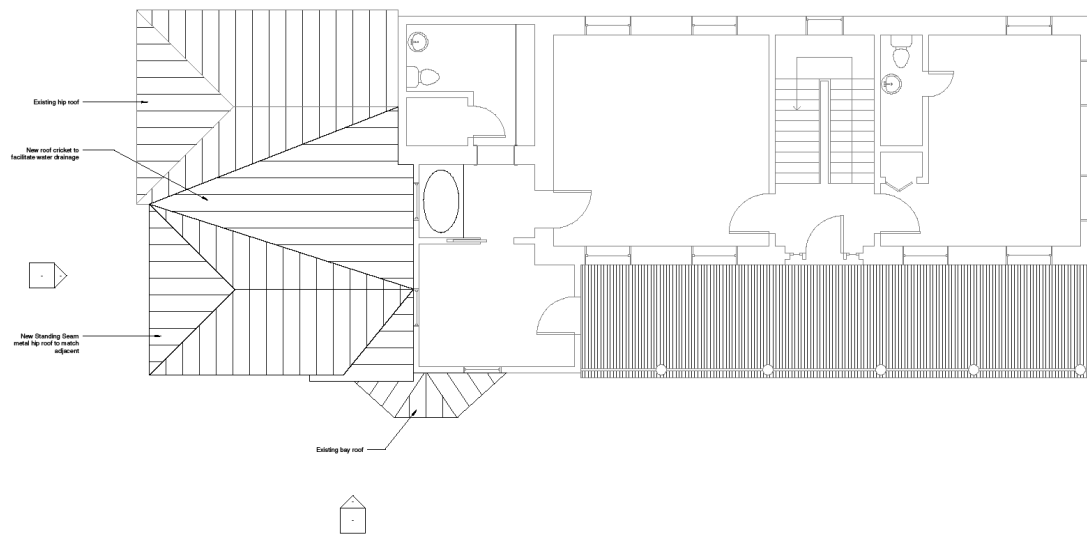 Existing hip roof
New roof cricket to
facilitate water drainage
New Standing Seam
metal hip roof to match
adjacent
Existing bay roof